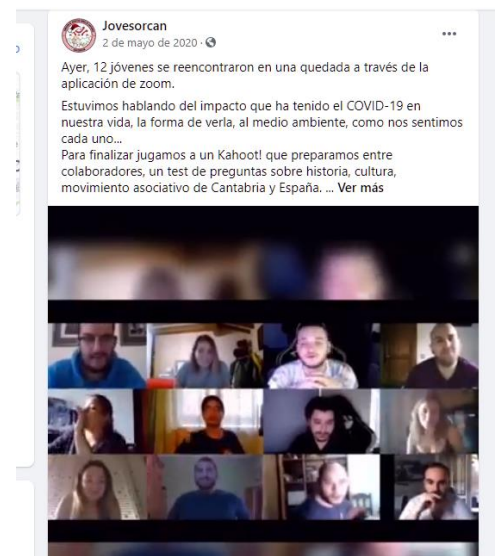 Jovesorcan
2 de mayo de 2020 ·
Ayer, 12 jóvenes se reencontraron en una quedada a través de la
aplicación de zoom.
Estuvimos hablando del impacto que ha tenido el COVID-19 en
nuestra vida, la forma de verla, al medio ambiente, como nos sentimos
cada uno...
Para finalizar jugamos a un Kahoot! que preparamos entre
colaboradores, un test de preguntas sobre historia, cultura,
movimiento asociativo de Cantabria y España. ... Ver más